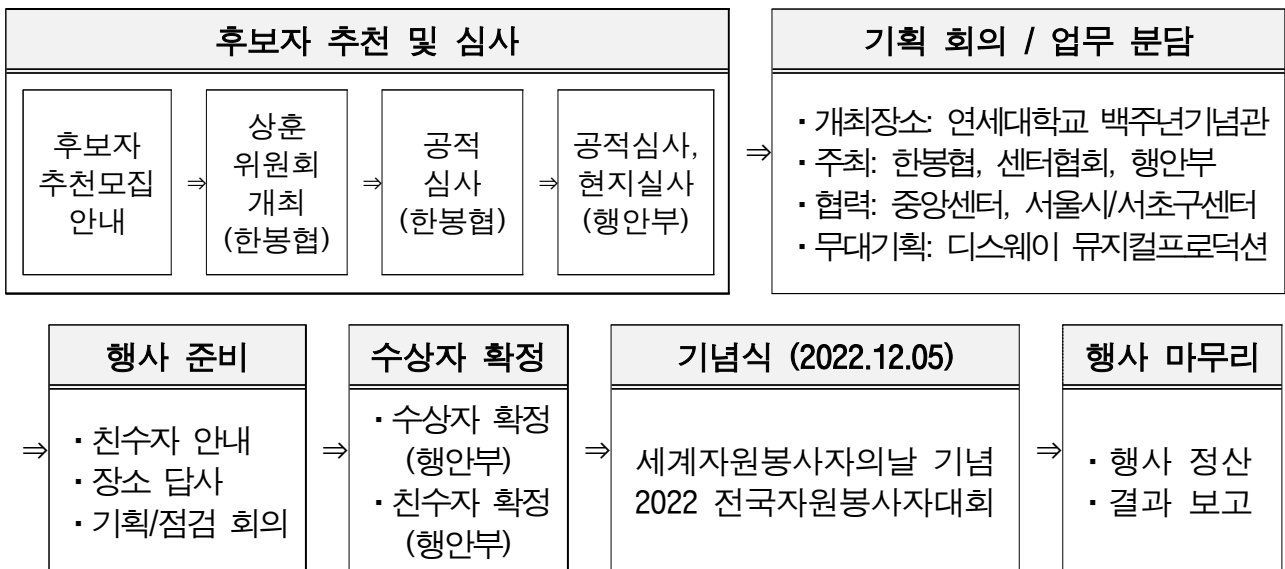 후보자 추천 및 심사
후보자
추천모집
안내
⇒
상훈
위원회
개최
(한봉협)
⇒
공적
심사
(한봉협)
⇒
공적심사,
현지실사
(행안부)
⇒
기획 회의 / 업무 분담
▪개최장소: 연세대학교 백주년기념관
▪주최: 한봉협, 센터협회, 행안부
▪협력: 중앙센터, 서울시/서초구센터
▪무대기획: 디스웨이 뮤지컬프로덕션
⇒
행사 준비
▪친수자 안내
▪장소 답사
▪기획/점검 회의
⇒
수상자 확정
▪수상자 확정
(행안부)
▪친수자 확정
(행안부)
⇒
기념식 (2022.12.05)
세계자원봉사자의날 기념
2022 전국자원봉사자대회
⇒
행사 마무리
▪행사 정산
▪결과 보고